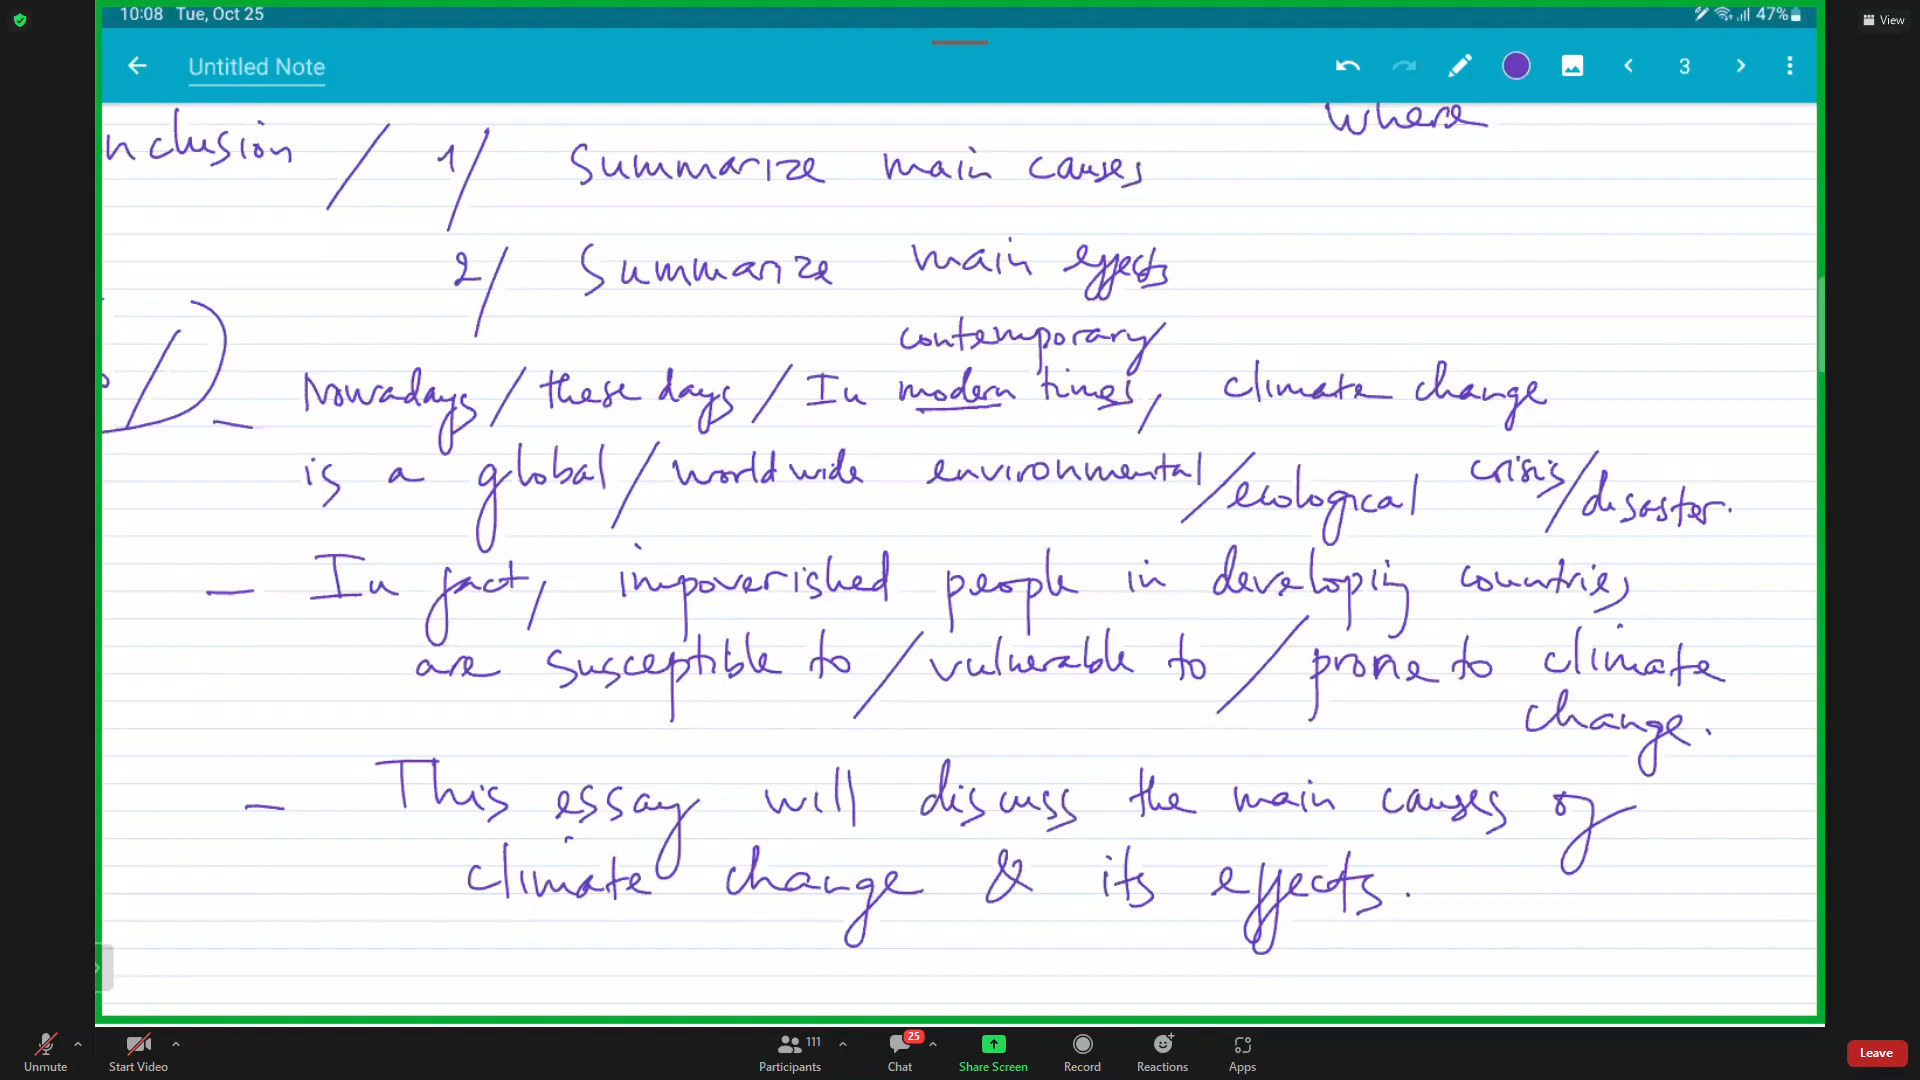 10:08 Tue, Oct 25
47%
View
Untitled Note
3
where
nclusion / 1/ Summarize main causes
2/ Summarize main effects
contemporary
Nowadays / these days / In modern times, climate change
is a global / worldwide environmental / ecological crisis / disaster.
- In fact, impoverished people in developing countries
are susceptible to / vulnerable to / prone to climate
change.
- This essay will discuss the main causes of
climate change & its effects.
111
25
Unmute
Start Video
Participants
Chat
Share Screen
Record
Reactions
Apps
Leave